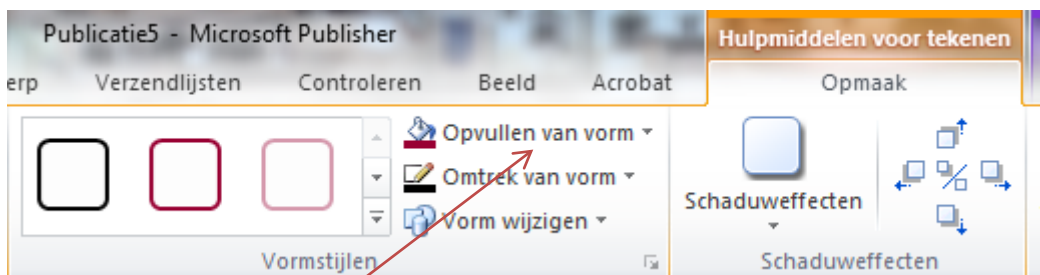 Publicatie5 - Microsoft Publisher
Hulpmiddelen voor tekenen
erp Verzendlijsten Controleren Beeld Acrobat Opmaak
Opvullen van vorm
Omtrek van vorm
Vorm wijzigen
Schaduweffecten
Vormstijlen
Schaduweffecten